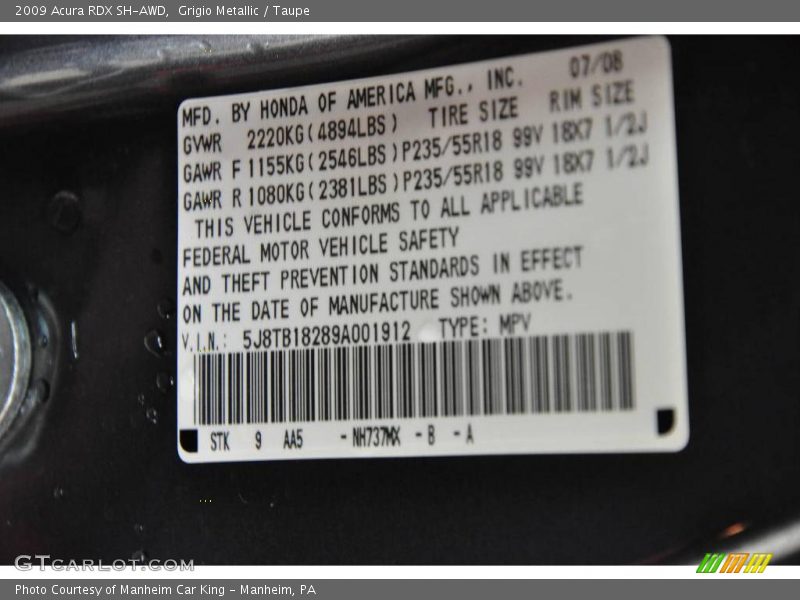 2009 Acura RDX SH-AWD,  Grigio Metallic / Taupe
MFD. BY HONDA OF AMERICA MFG., INC. 07/08
GVWR 2220KG(4894LBS) TIRE SIZE RIM SIZE
GAWR F 1155KG(2546LBS)P235/55R18 99V 18X7 1/2J
GAWR R 1080KG(2381LBS)P235/55R18 99V 18X7 1/2J
THIS VEHICLE CONFORMS TO ALL APPLICABLE
FEDERAL MOTOR VEHICLE SAFETY
AND THEFT PREVENTION STANDARDS IN EFFECT
ON THE DATE OF MANUFACTURE SHOWN ABOVE.
V.I.N.: 5J8TB18289A001912 TYPE: MPV
STK 9 AA5 -NH737MX -B -A
GTcarlot.com
Photo Courtesy of Manheim Car King - Manheim, PA